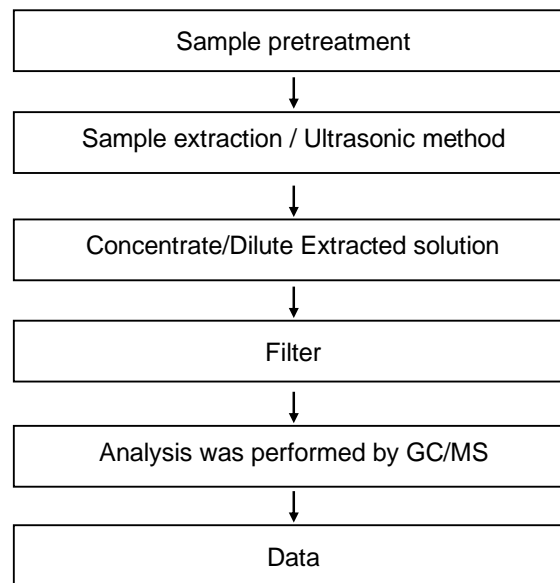 Sample pretreatment
Sample extraction / Ultrasonic method
Concentrate/Dilute Extracted solution
Filter
Analysis was performed by GC/MS
Data